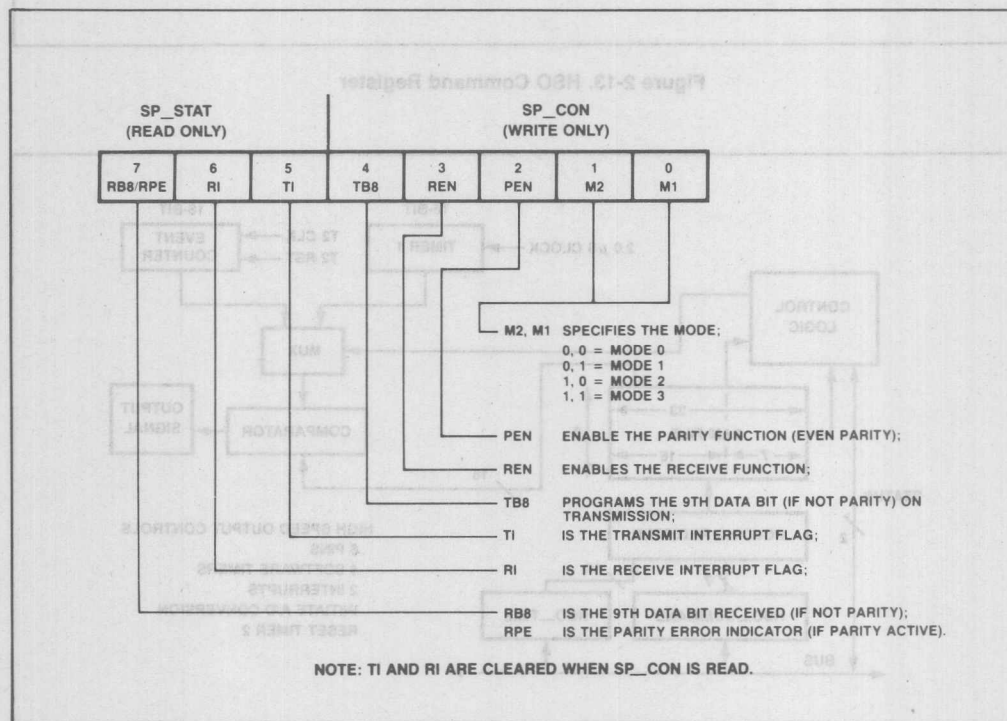 SP__STAT
(READ ONLY)
SP__CON
(WRITE ONLY)
7 6 5 4 3 2 1 0
RB8/RPE RI TI TB8 REN PEN M2 M1
M2, M1 SPECIFIES THE MODE;
0, 0 = MODE 0
0, 1 = MODE 1
1, 0 = MODE 2
1, 1 = MODE 3
PEN ENABLE THE PARITY FUNCTION (EVEN PARITY);
REN ENABLES THE RECEIVE FUNCTION;
TB8 PROGRAMS THE 9TH DATA BIT (IF NOT PARITY) ON
TRANSMISSION;
TI IS THE TRANSMIT INTERRUPT FLAG;
RI IS THE RECEIVE INTERRUPT FLAG;
RB8 IS THE 9TH DATA BIT RECEIVED (IF NOT PARITY);
RPE IS THE PARITY ERROR INDICATOR (IF PARITY ACTIVE).
NOTE: TI AND RI ARE CLEARED WHEN SP__CON IS READ.